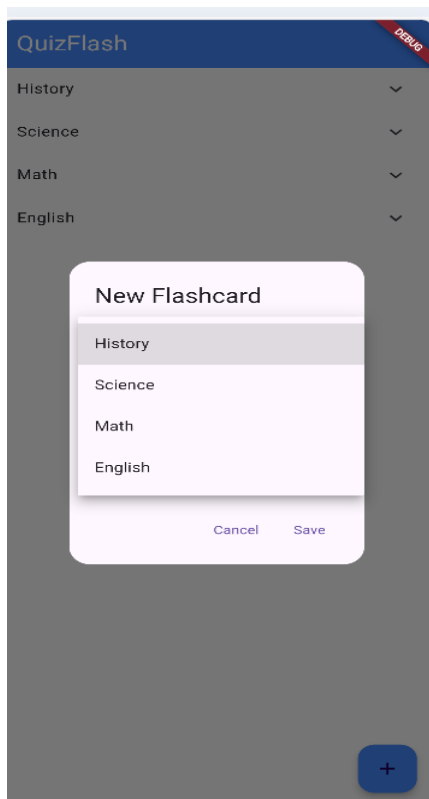 QuizFlash
DEBUG
History
Science
Math
English
New Flashcard
History
Science
Math
English
Cancel Save
+